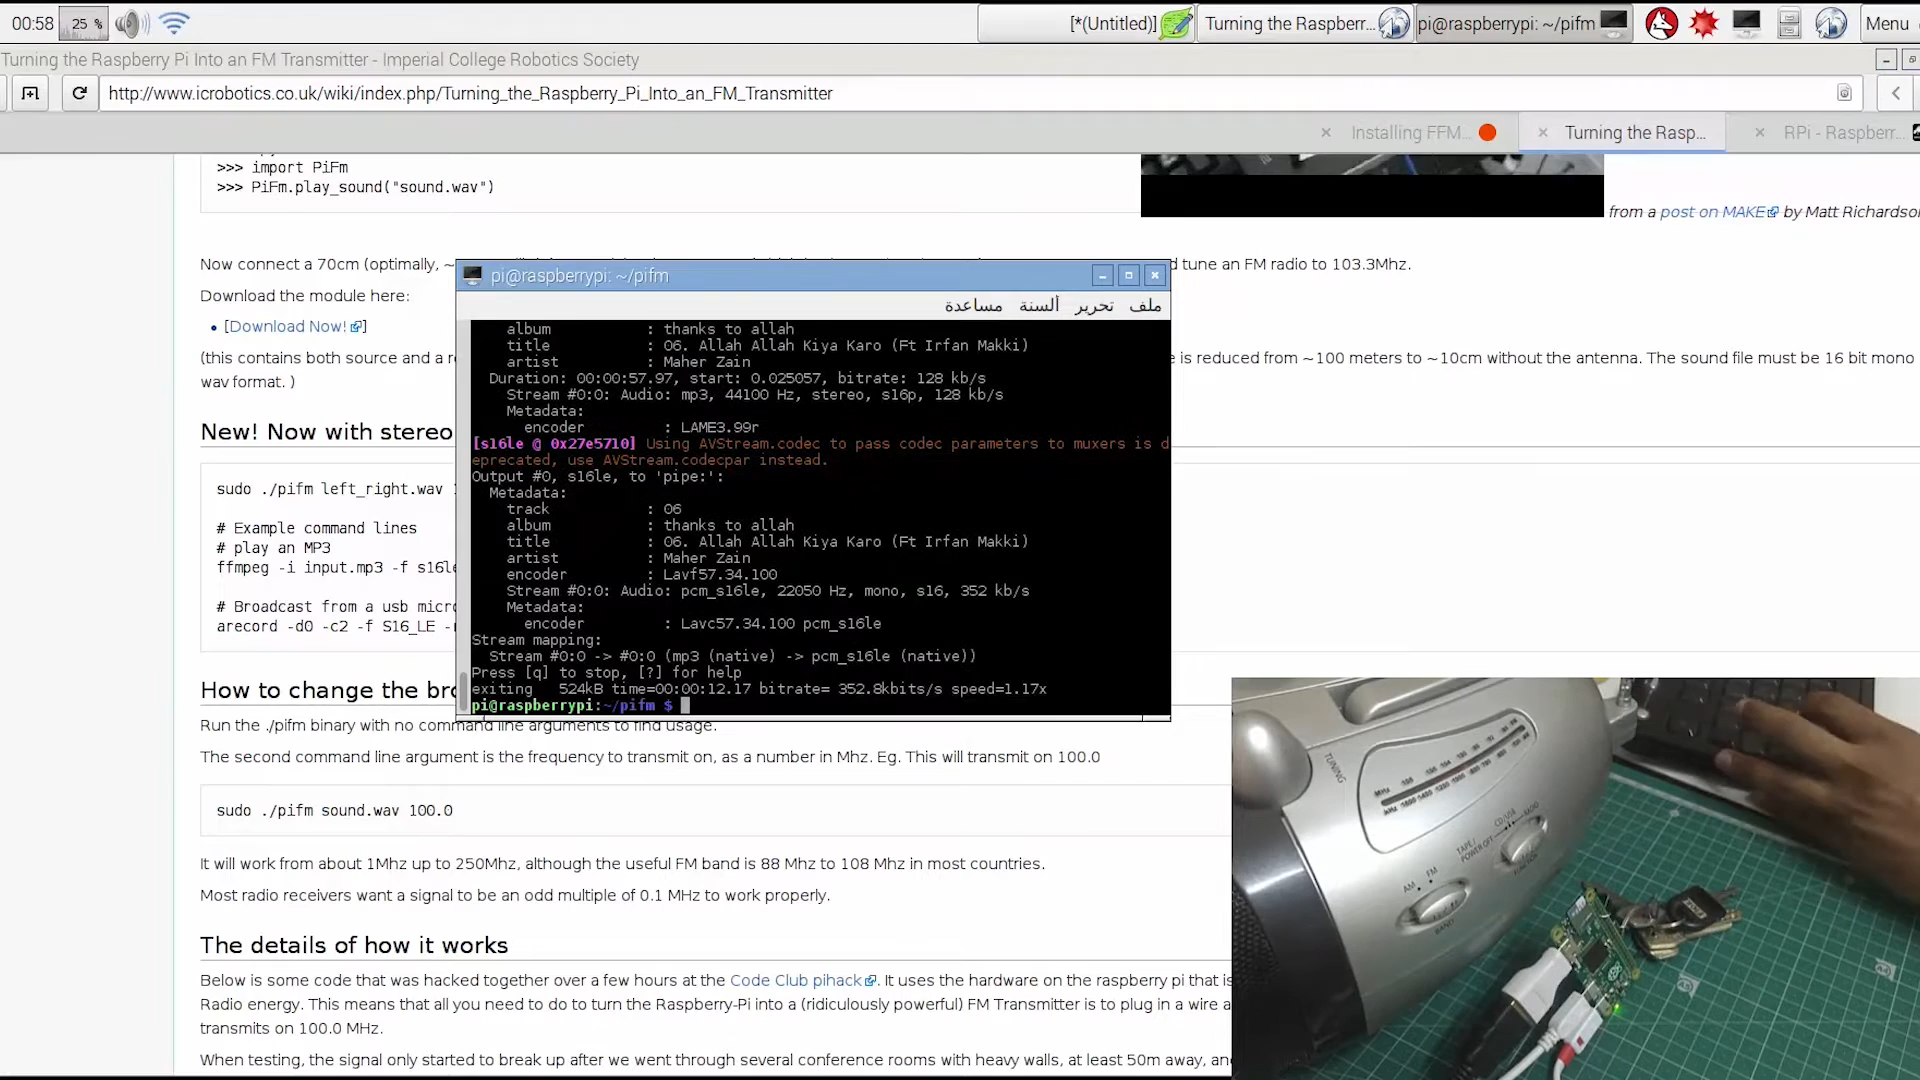 00:58
25 %
[*(Untitled)]
Turning the Raspberr...
pi@raspberrypi: ~/pifm
Menu
Turning the Raspberry Pi Into an FM Transmitter - Imperial College Robotics Society
http://www.icrobotics.co.uk/wiki/index.php/Turning_the_Raspberry_Pi_Into_an_FM_Transmitter
Installing FFM...
Turning the Rasp...
RPi - Raspberr...
>>> import PiFm
>>> PiFm.play_sound("sound.wav")
from a post on MAKE by Matt Richardson
Now connect a 70cm (optimally, ~
tune an FM radio to 103.3Mhz.
Download the module here:
[Download Now! ]
(this contains both source and a r
e is reduced from ~100 meters to ~10cm without the antenna. The sound file must be 16 bit mono
wav format. )
New! Now with stereo
sudo ./pifm left_right.wav
# Example command lines
# play an MP3
ffmpeg -i input.mp3 -f s16le
# Broadcast from a usb micro
arecord -d0 -c2 -f S16_LE -
pi@raspberrypi: ~/pifm
ملف تحرير ألسنة مساعدة
album : thanks to allah
title : 06. Allah Allah Kiya Karo (Ft Irfan Makki)
artist : Maher Zain
Duration: 00:00:57.97, start: 0.025057, bitrate: 128 kb/s
Stream #0:0: Audio: mp3, 44100 Hz, stereo, s16p, 128 kb/s
Metadata:
encoder : LAME3.99r
[s16le @ 0x27e5710] Using AVStream.codec to pass codec parameters to muxers is d
eprecated, use AVStream.codecpar instead.
Output #0, s16le, to 'pipe:':
Metadata:
track : 06
album : thanks to allah
title : 06. Allah Allah Kiya Karo (Ft Irfan Makki)
artist : Maher Zain
encoder : Lavf57.34.100
Stream #0:0: Audio: pcm_s16le, 22050 Hz, mono, s16, 352 kb/s
Metadata:
encoder : Lavc57.34.100 pcm_s16le
Stream mapping:
Stream #0:0 -> #0:0 (mp3 (native) -> pcm_s16le (native))
Press [q] to stop, [?] for help
exiting 524kB time=00:00:12.17 bitrate= 352.8kbits/s speed=1.17x
pi@raspberrypi:~/pifm $
How to change the bro
Run the ./pifm binary with no command line arguments to find usage.
The second command line argument is the frequency to transmit on, as a number in Mhz. Eg. This will transmit on 100.0
sudo ./pifm sound.wav 100.0
It will work from about 1Mhz up to 250Mhz, although the useful FM band is 88 Mhz to 108 Mhz in most countries.
Most radio receivers want a signal to be an odd multiple of 0.1 MHz to work properly.
The details of how it works
Below is some code that was hacked together over a few hours at the Code Club pihack. It uses the hardware on the raspberry pi that is
Radio energy. This means that all you need to do to turn the Raspberry-Pi into a (ridiculously powerful) FM Transmitter is to plug in a wire a
transmits on 100.0 MHz.
When testing, the signal only started to break up after we went through several conference rooms with heavy walls, at least 50m away, an
TUNING
MHz
kHz
TAPE/
POWER OFF
CD/USB
RADIO
AM
FM
BAND